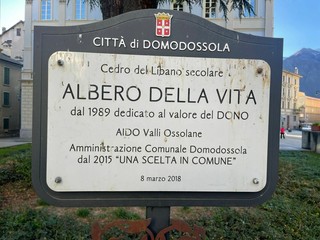 CITTÀ di DOMODOSSOLA
Cedro del Libano secolare
ALBERO DELLA VITA
dal 1989 dedicato al valore del DONO
AIDO Valli Ossolane
Amministrazione Comunale Domodossola
dal 2015 "UNA SCELTA IN COMUNE"
8 marzo 2018